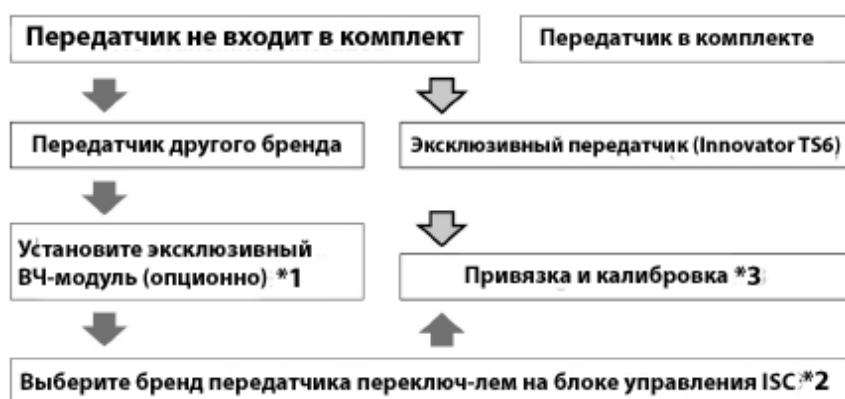 Передатчик не входит в комплект
Передатчик в комплекте
Передатчик другого бренда
Эксклюзивный передатчик (Innovator TS6)
Установите эксклюзивный
ВЧ-модуль (опционно) *1
Привязка и калибровка *3
Выберите бренд передатчика переключ-лем на блоке управления ISC *2